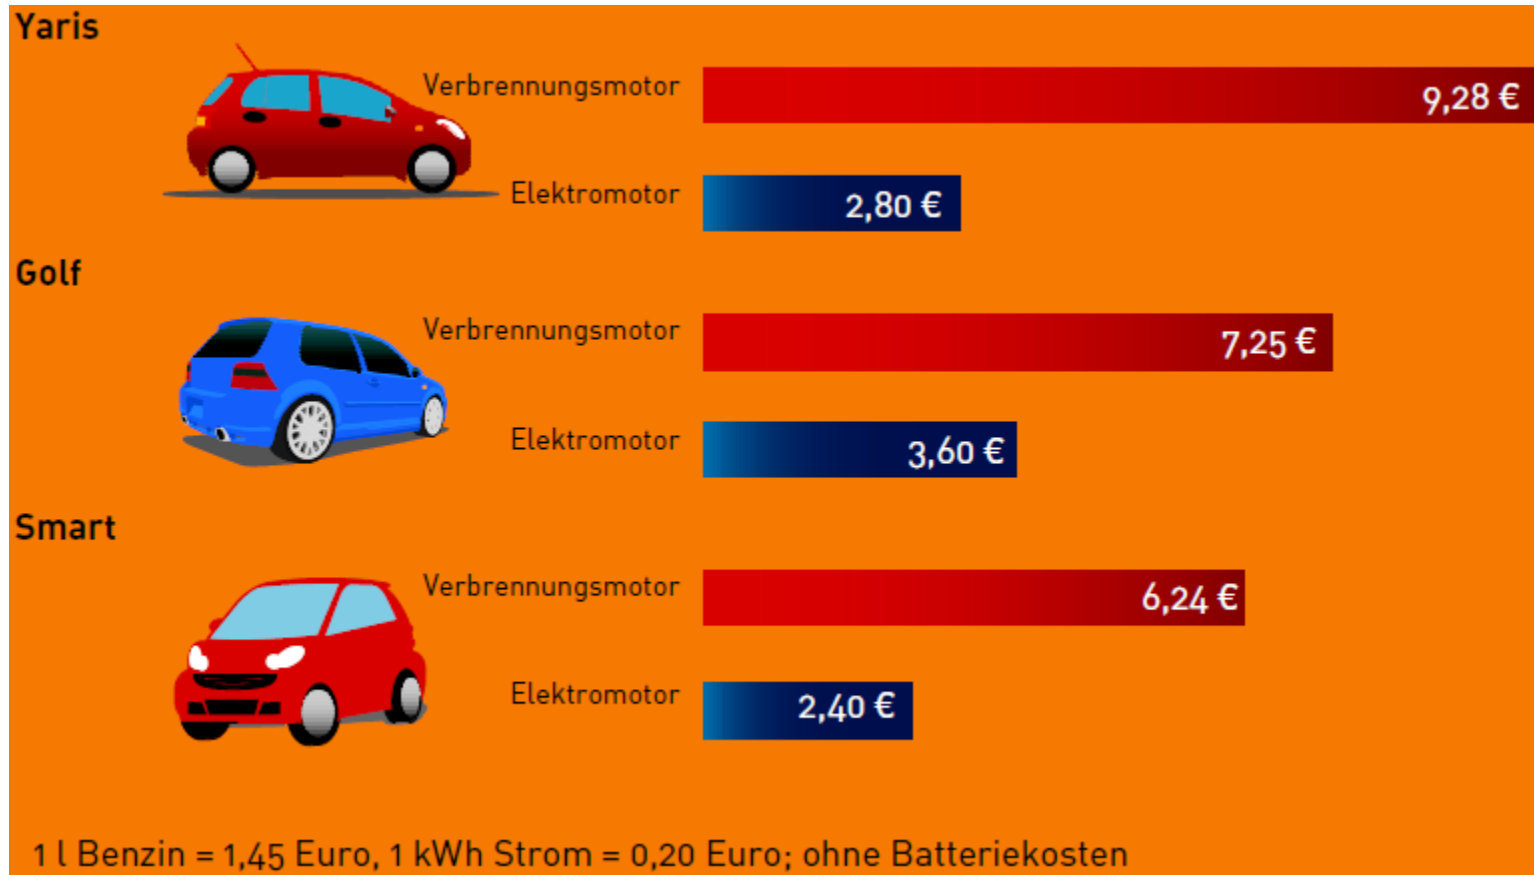 Yaris
Verbrennungsmotor 9,28 €
Elektromotor 2,80 €
Golf
Verbrennungsmotor 7,25 €
Elektromotor 3,60 €
Smart
Verbrennungsmotor 6,24 €
Elektromotor 2,40 €
1 l Benzin = 1,45 Euro, 1 kWh Strom = 0,20 Euro; ohne Batteriekosten